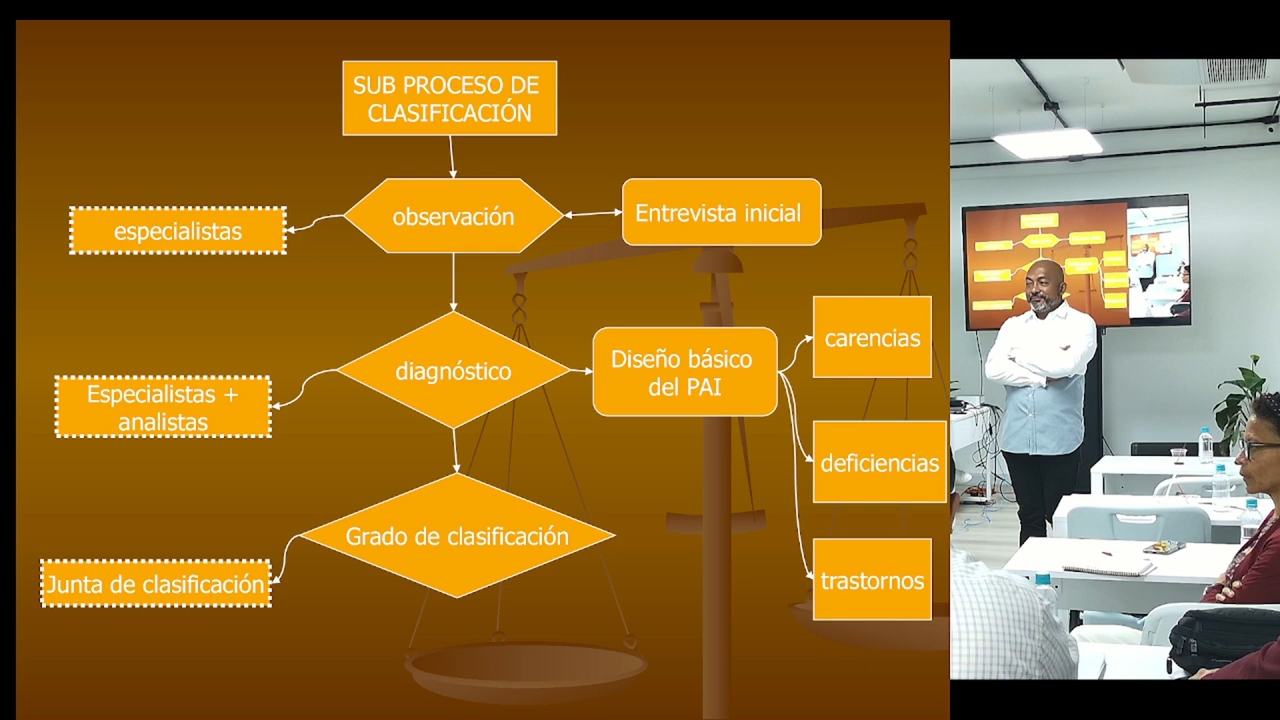 SUB PROCESO DE
CLASIFICACIÓN
especialistas
observación
Entrevista inicial
Especialistas +
analistas
diagnóstico
Diseño básico
del PAI
carencias
deficiencias
trastornos
Junta de clasificación
Grado de clasificación